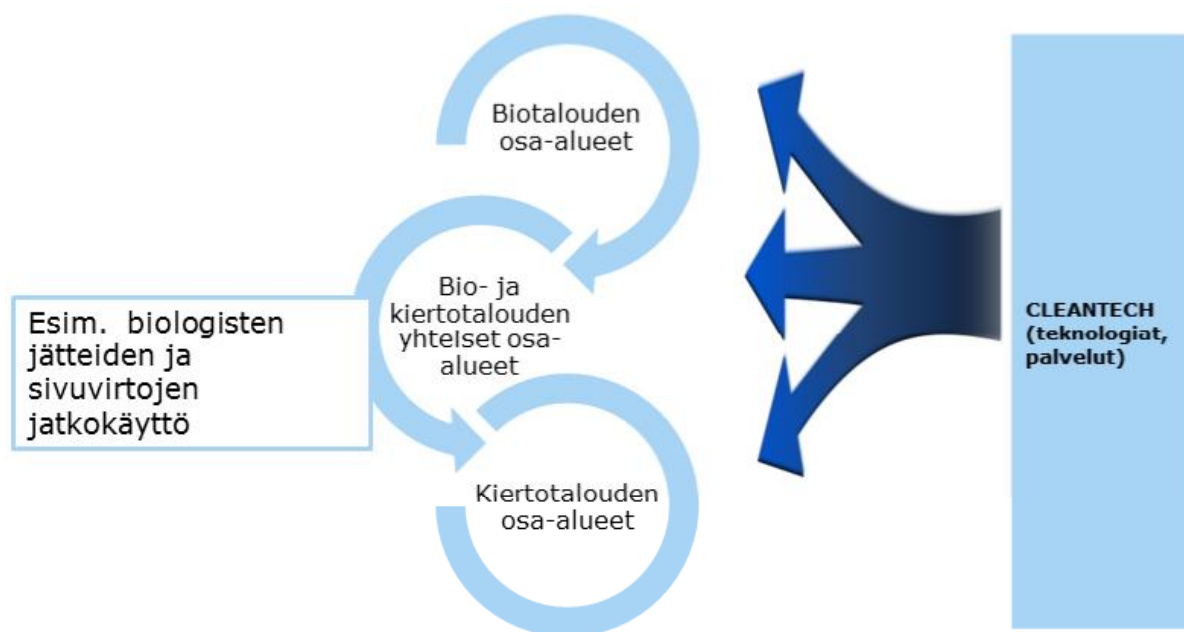 Biotalouden
osa-alueet
Bio- ja
kiertotalouden
yhteiset osa-
alueet
Esim. biologisten
jätteiden ja
sivuvirtojen
jatkokäyttö
Kiertotalouden
osa-alueet
CLEANTECH
(teknologiat,
palvelut)